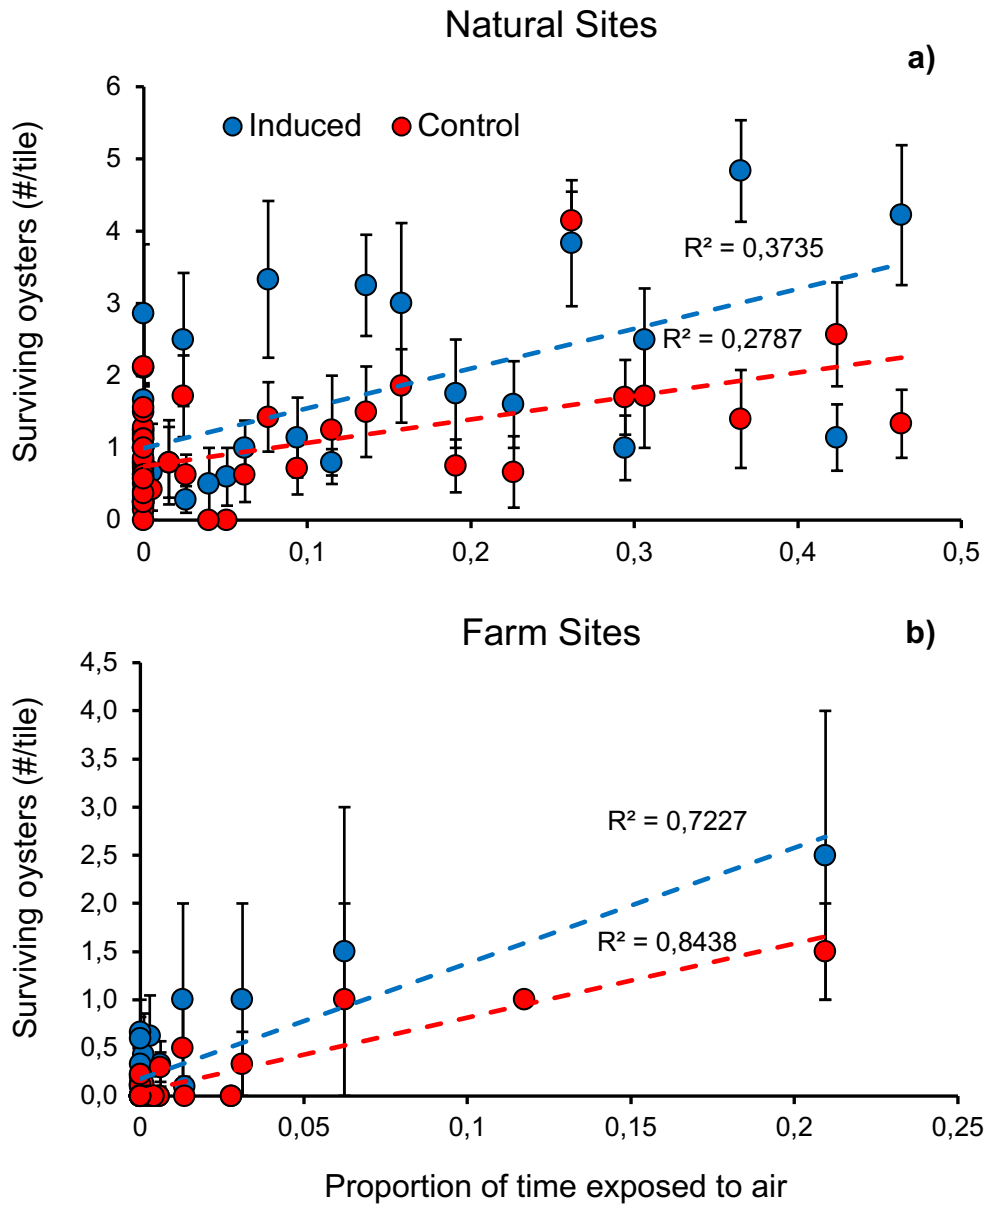 Natural Sites
a)
Surviving oysters (#/tile)
6
5
4
3
2
1
0
Induced
Control
R² = 0,3735
R² = 0,2787
0
0,1
0,2
0,3
0,4
0,5
Farm Sites
b)
Surviving oysters (#/tile)
4,5
4,0
3,5
3,0
2,5
2,0
1,5
1,0
0,5
0,0
R² = 0,7227
R² = 0,8438
0
0,05
0,1
0,15
0,2
0,25
Proportion of time exposed to air